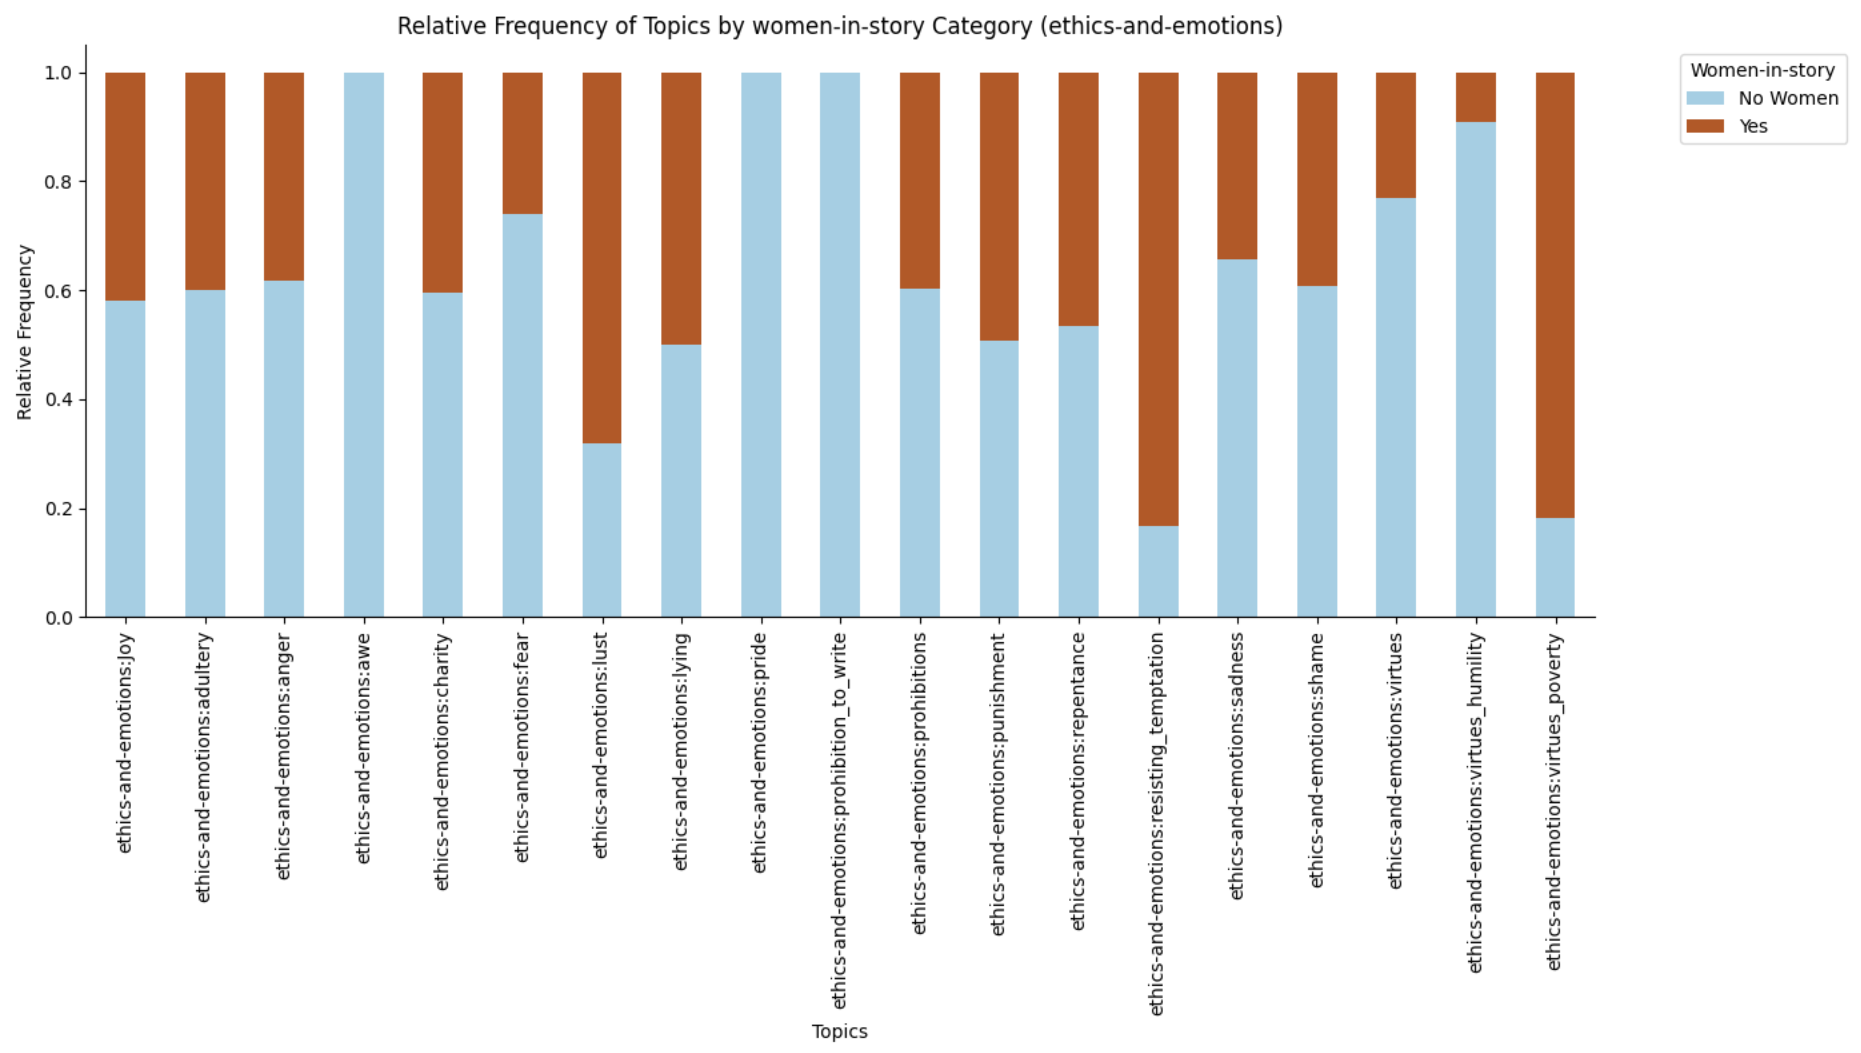 Relative Frequency of Topics by women-in-story Category (ethics-and-emotions)
Women-in-story
No Women
Yes
Relative Frequency
1.0
0.8
0.6
0.4
0.2
0.0
ethics-and-emotions:Joy
ethics-and-emotions:adultery
ethics-and-emotions:anger
ethics-and-emotions:awe
ethics-and-emotions:charity
ethics-and-emotions:fear
ethics-and-emotions:lust
ethics-and-emotions:lying
ethics-and-emotions:pride
ethics-and-emotions:prohibition_to_write
ethics-and-emotions:prohibitions
ethics-and-emotions:punishment
ethics-and-emotions:repentance
ethics-and-emotions:resisting_temptation
ethics-and-emotions:sadness
ethics-and-emotions:shame
ethics-and-emotions:virtues
ethics-and-emotions:virtues_humility
ethics-and-emotions:virtues_poverty
Topics